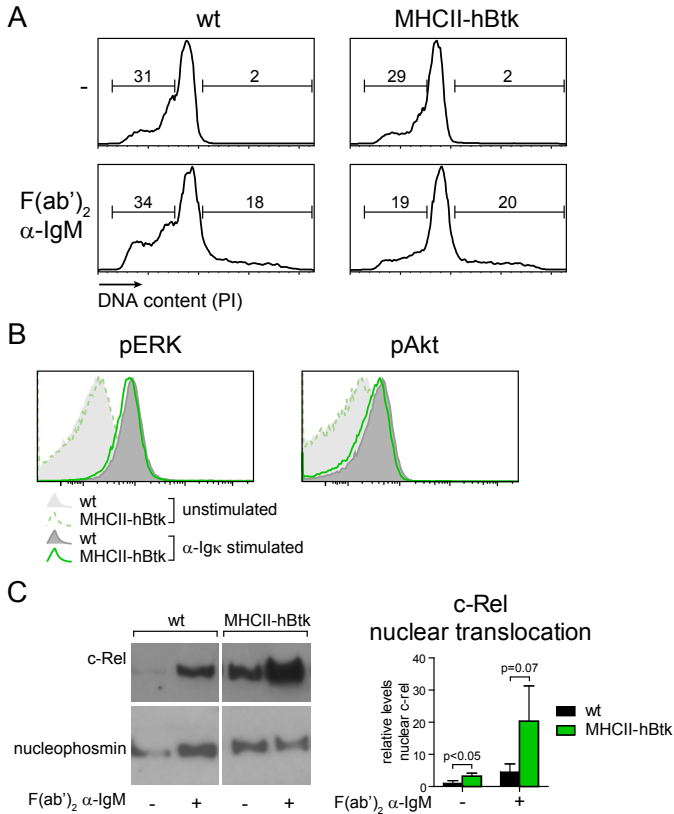 A
wt
MHCII-hBtk
-
31
2
29
2
F(ab')₂
α-IgM
34
18
19
20
DNA content (PI)
B
pERK
pAkt
wt
MHCII-hBtk
unstimulated
wt
MHCII-hBtk
α-Igκ stimulated
C
wt
MHCII-hBtk
c-Rel
nucleophosmin
F(ab')₂ α-IgM
- + - +
c-Rel
nuclear translocation
relative levels
nuclear c-rel
40
30
20
10
0
p<0.05
p=0.07
wt
MHCII-hBtk
F(ab')₂ α-IgM
- +